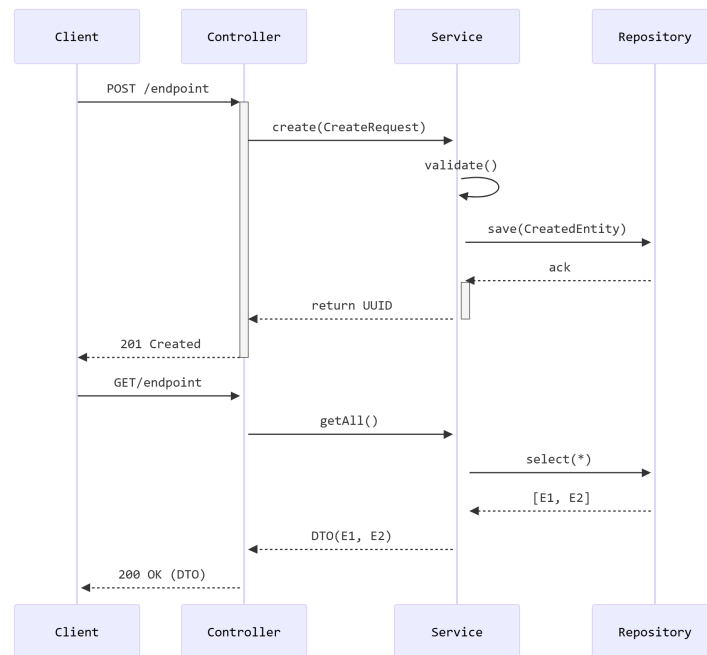 Client Controller Service Repository
POST /endpoint
create(CreateRequest)
validate()
save(CreatedEntity)
ack
return UUID
201 Created
GET/endpoint
getAll()
select(*)
[E1, E2]
DTO(E1, E2)
200 OK (DTO)
Client Controller Service Repository